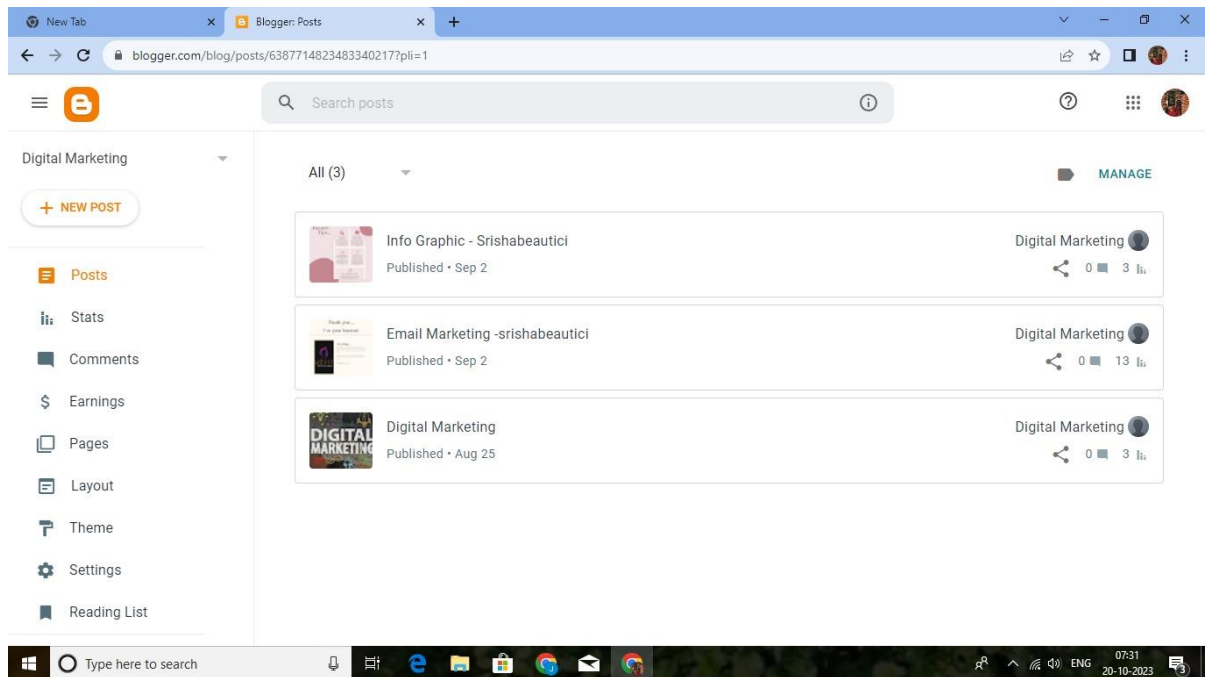 New Tab
Blogger: Posts
blogger.com/blog/posts/6387714823483340217?pli=1
Search posts
Digital Marketing
All (3)
MANAGE
NEW POST
Info Graphic - Srishabeautici
Digital Marketing
Published • Sep 2
0 3
Posts
Stats
Email Marketing -srishabeautici
Digital Marketing
Published • Sep 2
0 13
Comments
Earnings
DIGITAL
MARKETING
Digital Marketing
Digital Marketing
Published • Aug 25
0 3
Pages
Layout
Theme
Settings
Reading List
Type here to search
ENG
07:31
20-10-2023
3